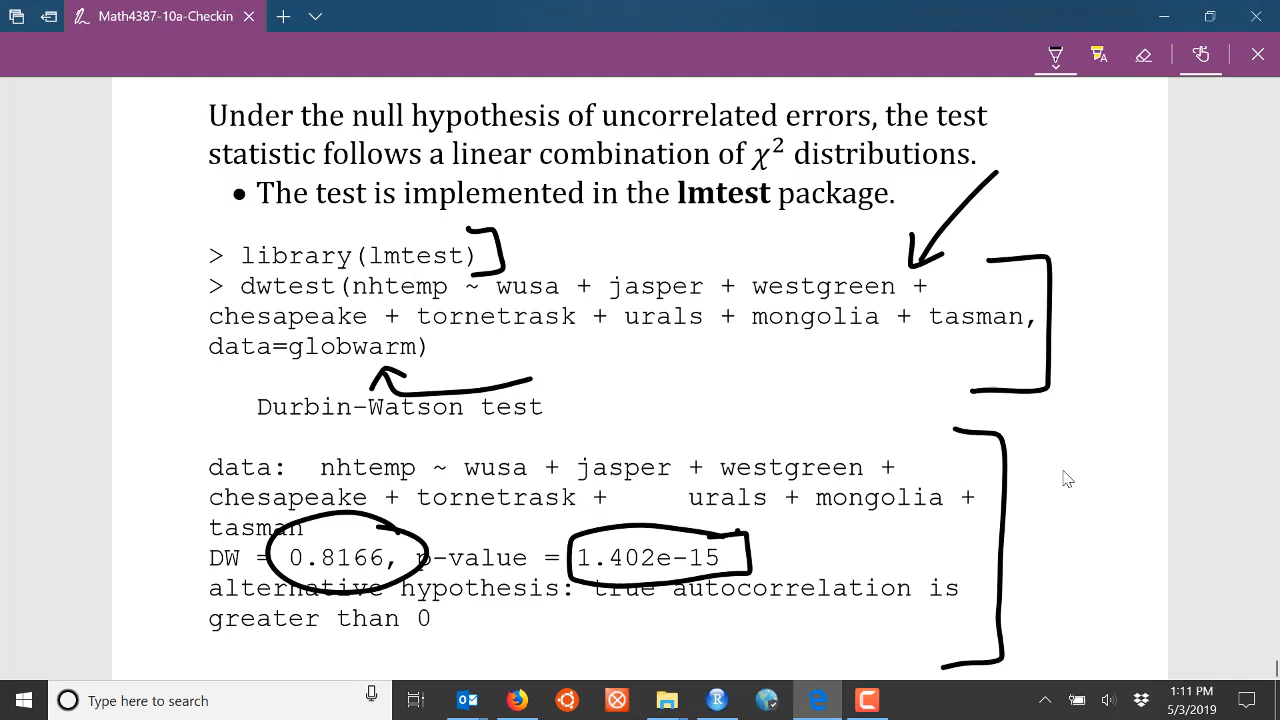 Math4387-10a-Checkin
Under the null hypothesis of uncorrelated errors, the test
statistic follows a linear combination of χ² distributions.
• The test is implemented in the lmtest package.
> library(lmtest)
> dwtest(nhtemp ~ wusa + jasper + westgreen +
chesapeake + tornetrask + urals + mongolia + tasman,
data=globwarm)
Durbin-Watson test
data: nhtemp ~ wusa + jasper + westgreen +
chesapeake + tornetrask + urals + mongolia +
tasman
DW = 0.8166, p-value = 1.402e-15
alternative hypothesis: true autocorrelation is
greater than 0
Type here to search
1:11 PM
5/3/2019